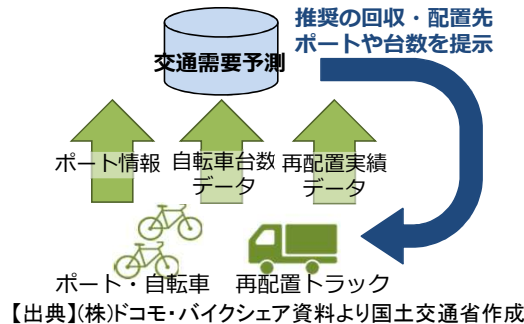 推奨の回収・配置先
ポートや台数を提示
交通需要予測
ポート情報
自転車台数
データ
再配置実績
データ
ポート・自転車
再配置トラック
【出典】(株)ドコモ・バイクシェア資料より国土交通省作成